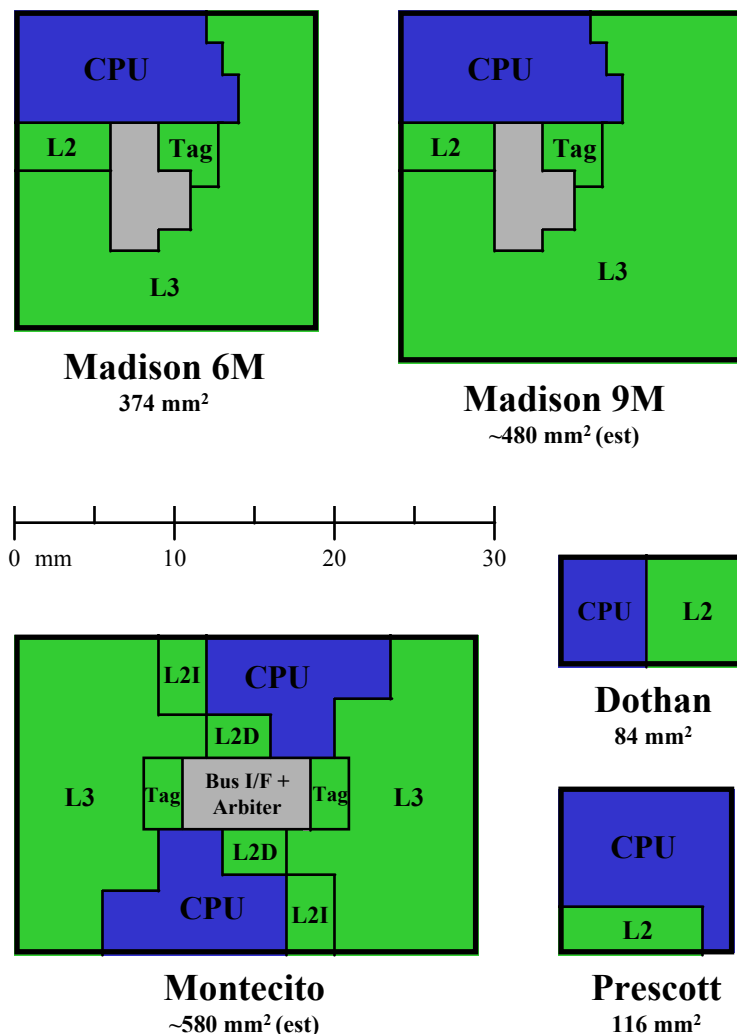 CPU
L2
Tag
L3
Madison 6M
374 mm²
CPU
L2
Tag
L3
Madison 9M
~480 mm² (est)
0 mm 10 20 30
L2I
CPU
L2D
L3
Tag
Bus I/F +
Arbiter
Tag
L3
L2D
CPU
L2I
Montecito
~580 mm² (est)
CPU
L2
Dothan
84 mm²
CPU
L2
Prescott
116 mm²